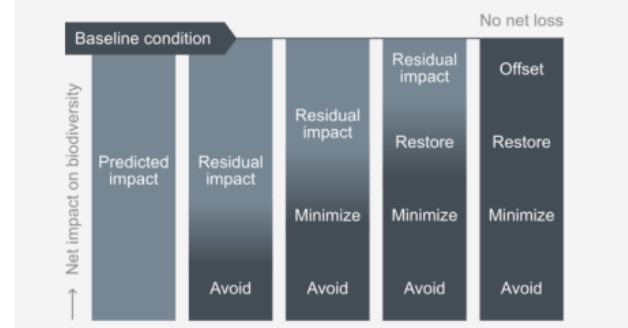 No net loss
Baseline condition
Net impact on biodiversity
Predicted
impact
Residual
impact
Avoid
Residual
impact
Minimize
Avoid
Residual
impact
Restore
Minimize
Avoid
Offset
Restore
Minimize
Avoid